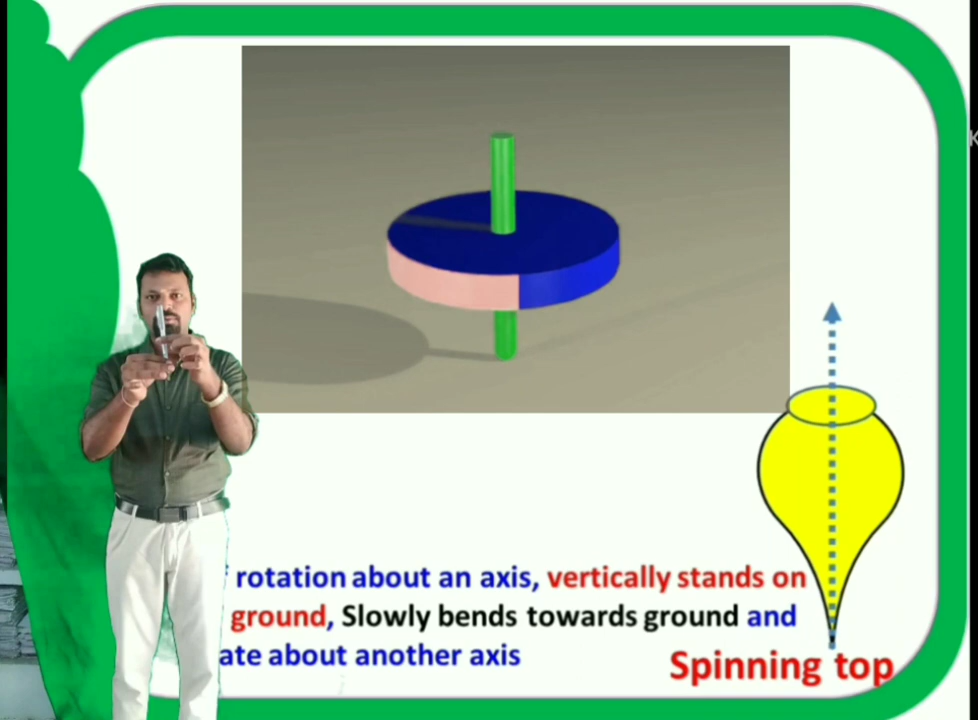 rotation about an axis, vertically stands on
ground, Slowly bends towards ground and
ate about another axis
Spinning top
K